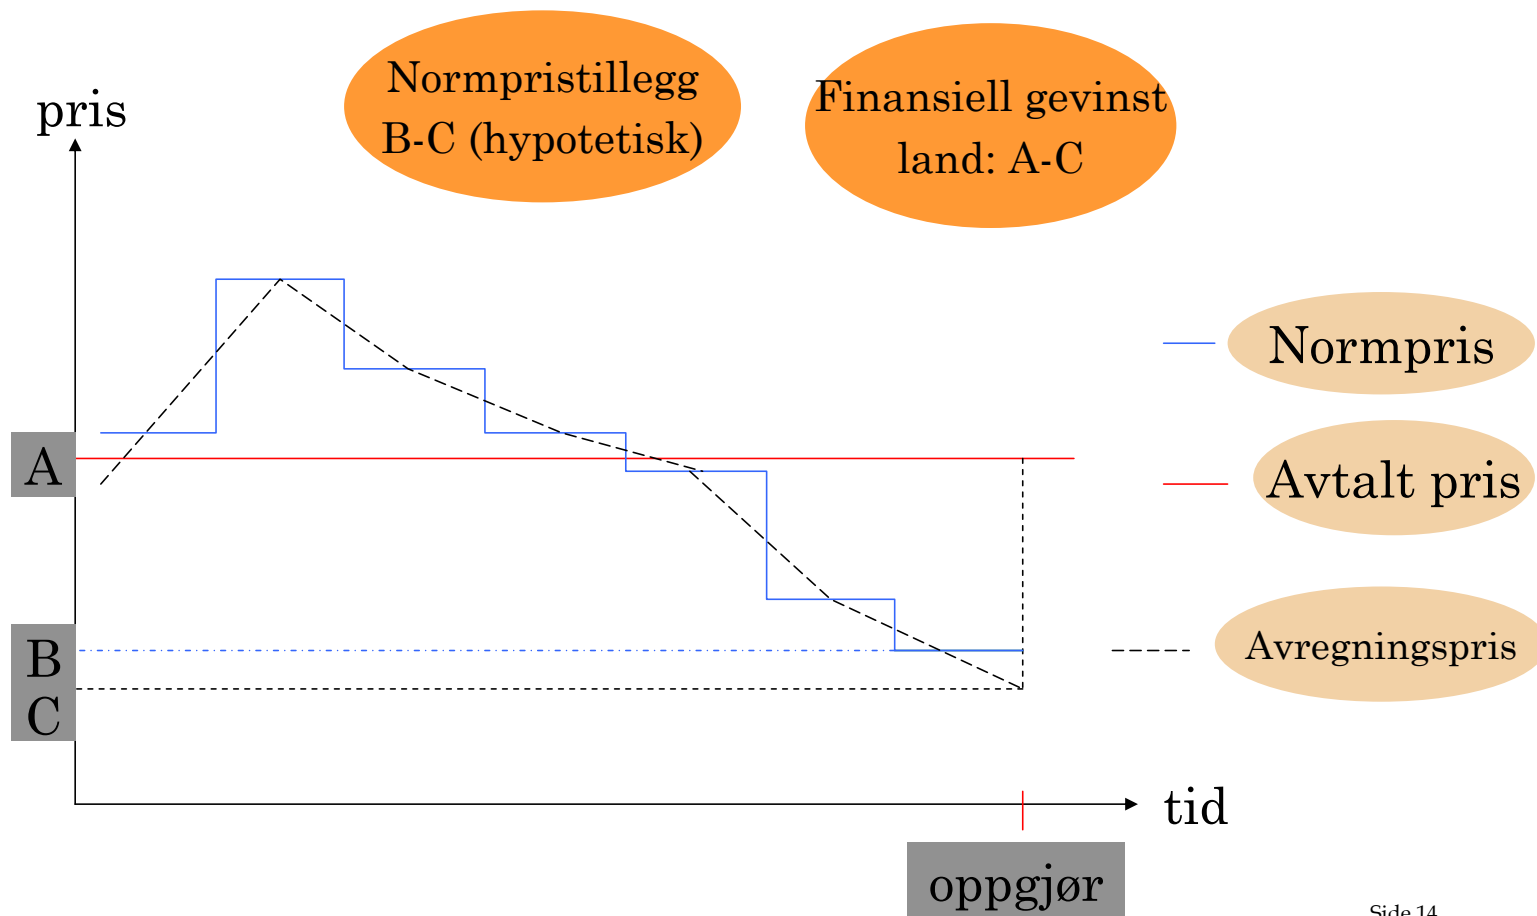 Normpristillegg
B-C (hypotetisk)
Finansiell gevinst
land: A-C
pris
Normpris
A
Avtalt pris
B
Avregningspris
C
tid
oppgjør
Side 14